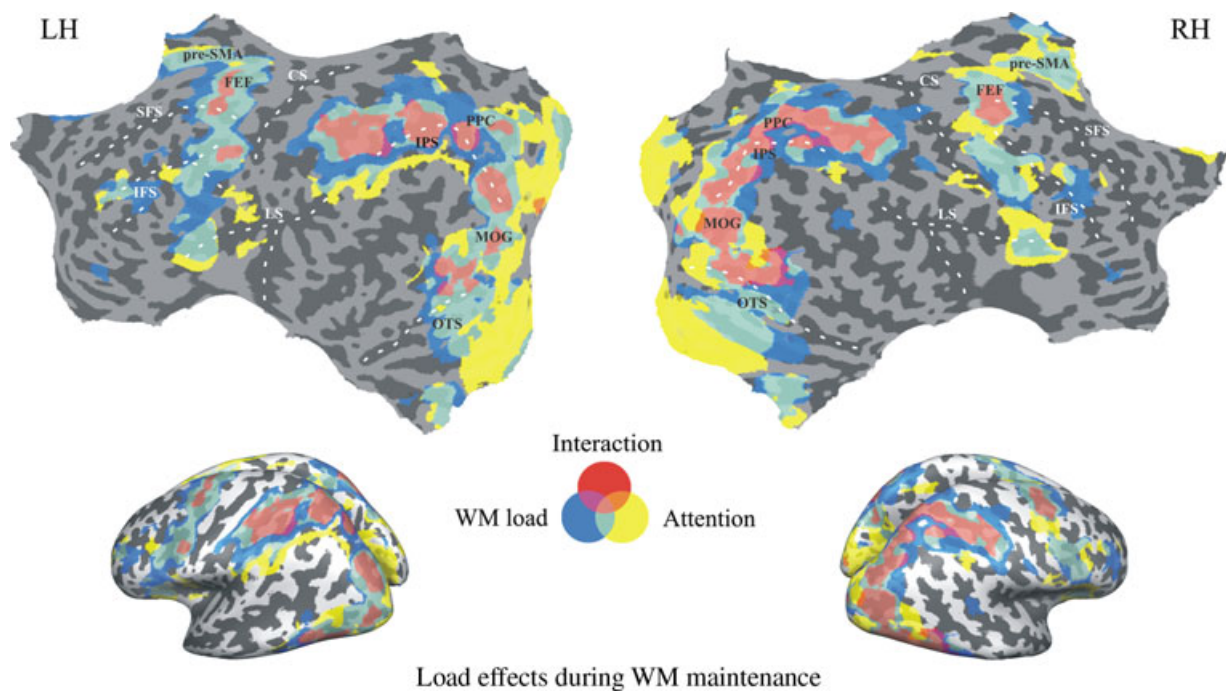 LH
RH
pre-SMA
FEF
CS
SFS
PPC
IPS
IFS
LS
MOG
OTS
pre-SMA
CS
FEF
PPC
SFS
IPS
LS
IFS
MOG
OTS
Interaction
WM load
Attention
Load effects during WM maintenance